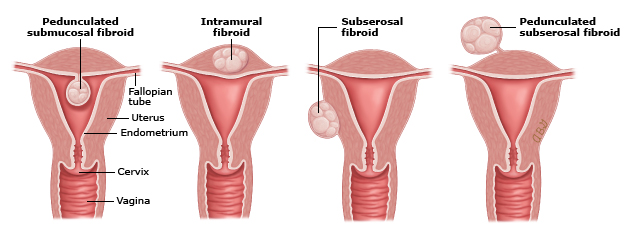 Pedunculated
submucosal fibroid
Intramural
fibroid
Subserosal
fibroid
Pedunculated
subserosal fibroid
Fallopian
tube
Uterus
Endometrium
Cervix
Vagina